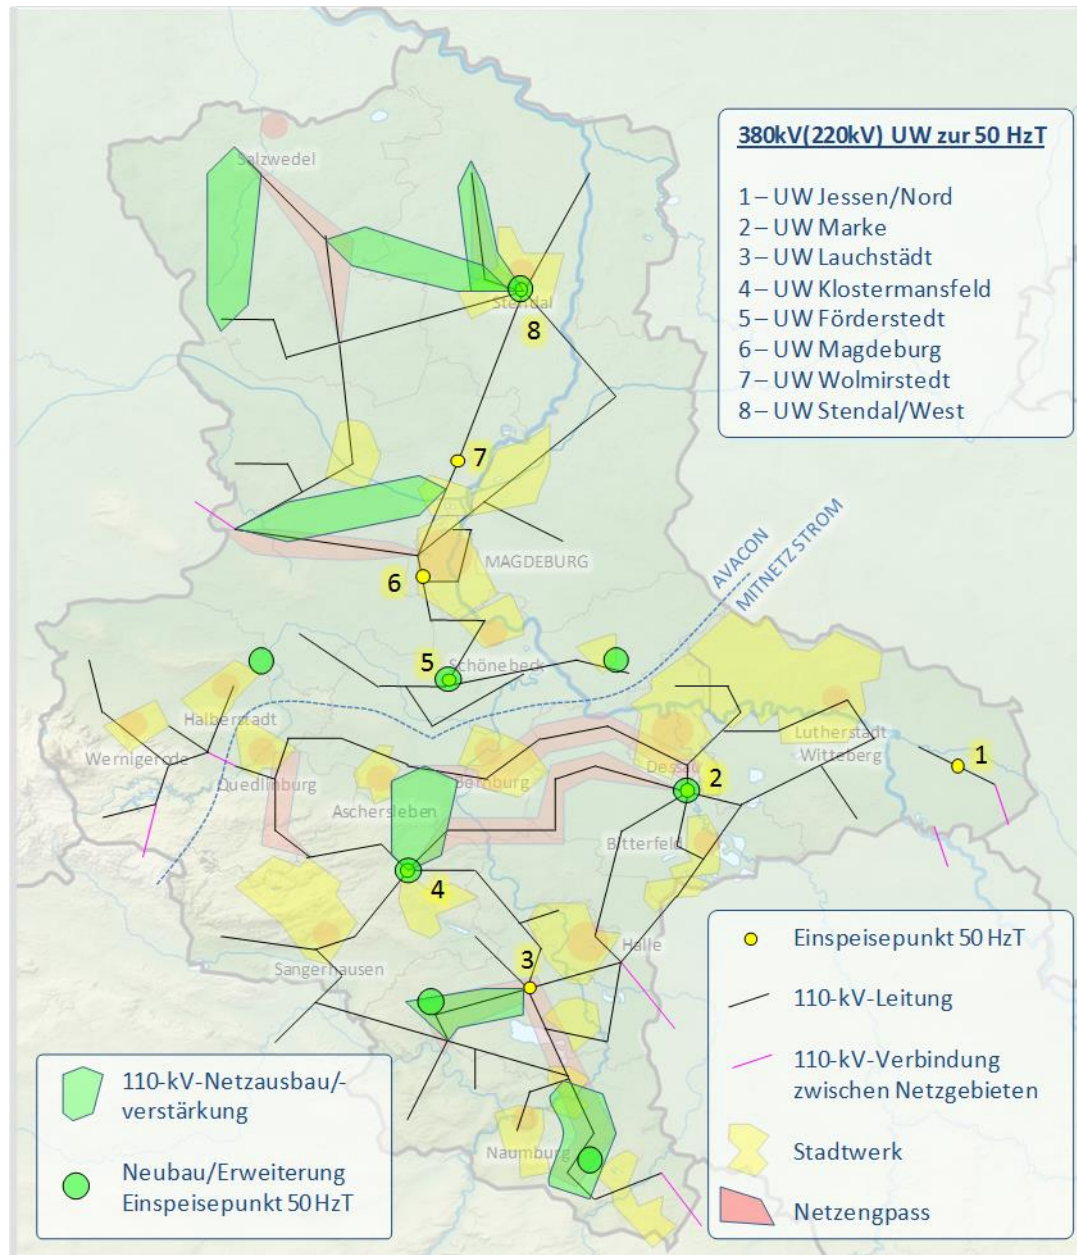 Salzwedel
380kV(220kV) UW zur 50 HzT
1 – UW Jessen/Nord
2 – UW Marke
3 – UW Lauchstädt
4 – UW Klostermansfeld
5 – UW Förderstedt
6 – UW Magdeburg
7 – UW Wolmirstedt
8 – UW Stendal/West
Stendal
8
7
AVACON
MITNETZ STROM
MAGDEBURG
6
5
Schönebeck
Halberstadt
Wernigerode
Lutherstadt
Witteberg
1
Quedlinburg
Bernburg
Dessau
2
Aschersleben
Bitterfeld
4
Halle
3
Sangerhausen
Naumburg
Einspeisepunkt 50 HzT
110-kV-Leitung
110-kV-Verbindung
zwischen Netzgebieten
Stadtwerk
Netzengpass
110-kV-Netzausbau/-
verstärkung
Neubau/Erweiterung
Einspeisepunkt 50 HzT